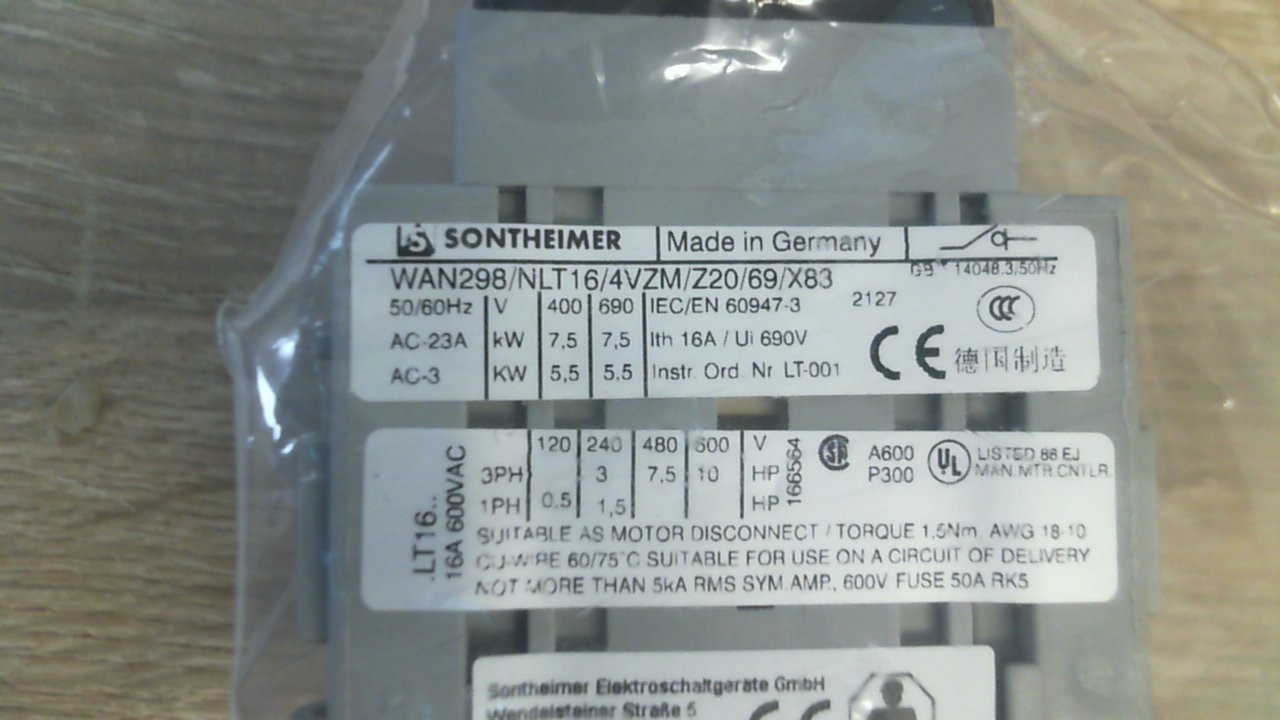 SONTHEIMER Made in Germany
WAN298/NLT16/4VZM/Z20/69/X83 14048.3/50Hz
50/60Hz V 400 690 IEC/EN 60947-3 2127 CCC
AC-23A kW 7,5 7,5 Ith 16A / Ui 690V CE 德国制造
AC-3 KW 5,5 5.5 Instr. Ord. Nr LT-001
.LT16..
16A 600VAC
120 240 480 600 V
3PH 3 7,5 10 HP
1PH 0.5 1,5 HP
166564
A600
P300
UL LISTED 88 EJ
MAN.MTR.CNTLR
SUITABLE AS MOTOR DISCONNECT / TORQUE 1,5Nm, AWG 18-10
CU-WIRE 60/75°C SUITABLE FOR USE ON A CIRCUIT OF DELIVERY
NOT MORE THAN 5kA RMS SYM.AMP., 600V FUSE 50A RK5
Sontheimer Elektroschaltgeräte GmbH
Wendelsteiner Straße 5
CE